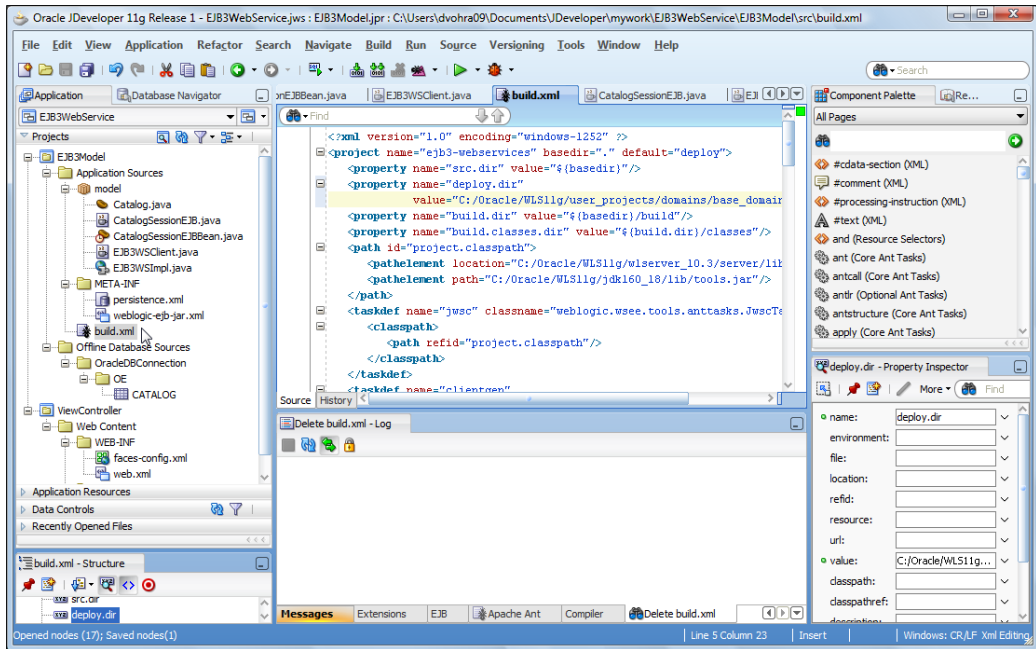 Oracle JDeveloper 11g Release 1 - EJB3WebService.jws : EJB3Model.jpr : C:\Users\dvohra09\Documents\JDeveloper\mywork\EJB3WebService\EJB3Model\src\build.xml
File Edit View Application Refactor Search Navigate Build Run Source Versioning Tools Window Help
Search
Application
Database Navigator
EJB3WebService
Projects
EJB3Model
Application Sources
model
Catalog.java
CatalogSessionEJB.java
CatalogSessionEJBBean.java
EJB3WSClient.java
EJB3WSImpl.java
META-INF
persistence.xml
weblogic-ejb-jar.xml
build.xml
Offline Database Sources
OracleDBConnection
OE
CATALOG
ViewController
Web Content
WEB-INF
faces-config.xml
web.xml
Application Resources
Data Controls
Recently Opened Files
build.xml - Structure
src.dir
deploy.dir
onEJBBean.java
EJB3WSClient.java
build.xml
CatalogSessionEJB.java
EJI
Find
<?xml version="1.0" encoding="windows-1252" ?>
<project name="ejb3-webservices" basedir="." default="deploy">
<property name="src.dir" value="${basedir}"/>
<property name="deploy.dir"
value="C:/Oracle/WLS11g/user_projects/domains/base_domain
<property name="build.dir" value="${basedir}/build"/>
<property name="build.classes.dir" value="${build.dir}/classes"/>
<path id="project.classpath">
<pathelement location="C:/Oracle/WLS11g/wlserver_10.3/server/lib
<pathelement path="C:/Oracle/WLS11g/jdk160_18/lib/tools.jar"/>
</path>
<taskdef name="jwsc" classname="weblogic.wsee.tools.anttasks.JwscTa
<classpath>
<path refid="project.classpath"/>
</classpath>
</taskdef>
<taskdef name="clientgen"
Source History
Delete build.xml - Log
Messages Extensions EJB Apache Ant Compiler Delete build.xml
Component Palette
Re...
All Pages
#cdata-section (XML)
#comment (XML)
#processing-instruction (XML)
#text (XML)
and (Resource Selectors)
ant (Core Ant Tasks)
antcall (Core Ant Tasks)
antlr (Optional Ant Tasks)
antstructure (Core Ant Tasks)
apply (Core Ant Tasks)
deploy.dir - Property Inspector
More
Find
name: deploy.dir
environment:
file:
location:
refid:
resource:
url:
value: C:/Oracle/WLS11g...
classpath:
classpathref:
description:
Opened nodes (17); Saved nodes(1)
Line 5 Column 23
Insert
Windows: CR/LF Xml Editing